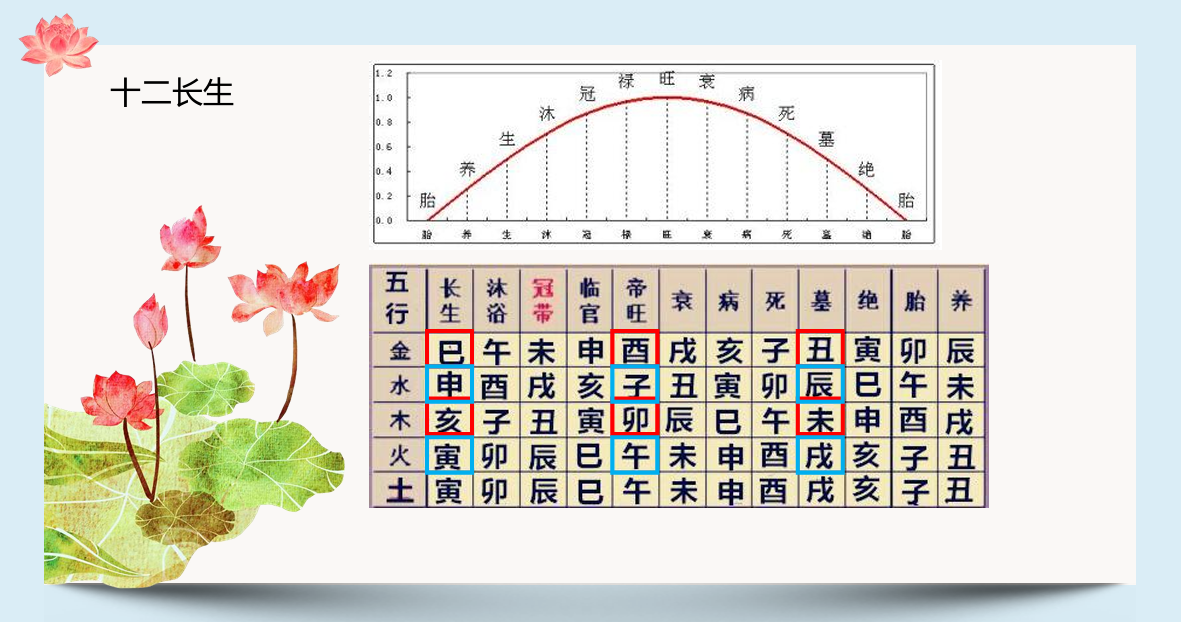 十二长生
1.2
1.0
0.8
0.6
0.4
0.2
0.0
胎 养 生 沐 冠 禄 旺 衰 病 死 墓 绝 胎
胎 养 生 沐 冠 禄 旺 衰 病 死 墓 绝 胎
五行 长生 沐浴 冠带 临官 帝旺 衰 病 死 墓 绝 胎 养
金 巳 午 未 申 酉 戌 亥 子 丑 寅 卯 辰
水 申 酉 戌 亥 子 丑 寅 卯 辰 巳 午 未
木 亥 子 丑 寅 卯 辰 巳 午 未 申 酉 戌
火 寅 卯 辰 巳 午 未 申 酉 戌 亥 子 丑
土 寅 卯 辰 巳 午 未 申 酉 戌 亥 子 丑